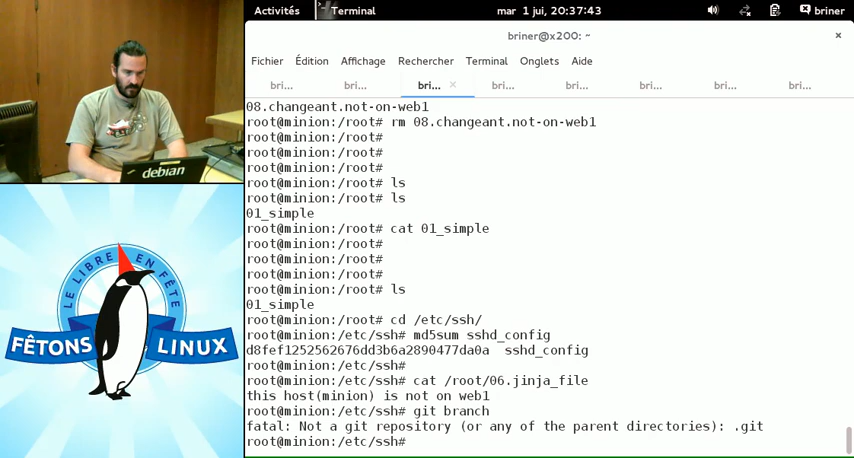 Activités
Terminal
mar 1 jui, 20:37:43
briner
briner@x200: ~
×
Fichier Édition Affichage Rechercher Terminal Onglets Aide
bri... bri... bri... × bri... bri... bri... bri... bri...
08.changeant.not-on-web1
root@minion:/root# rm 08.changeant.not-on-web1
root@minion:/root#
root@minion:/root#
root@minion:/root#
root@minion:/root# ls
root@minion:/root# ls
01_simple
root@minion:/root# cat 01_simple
root@minion:/root#
root@minion:/root#
root@minion:/root#
root@minion:/root# ls
01_simple
root@minion:/root# cd /etc/ssh/
root@minion:/etc/ssh# md5sum sshd_config
d8fef1252562676dd3b6a2890477da0a  sshd_config
root@minion:/etc/ssh#
root@minion:/etc/ssh# cat /root/06.jinja_file
this host(minion) is not on web1
root@minion:/etc/ssh# git branch
fatal: Not a git repository (or any of the parent directories): .git
root@minion:/etc/ssh#
debian
LE LIBRE EN FÊTE
FÊTONS LINUX